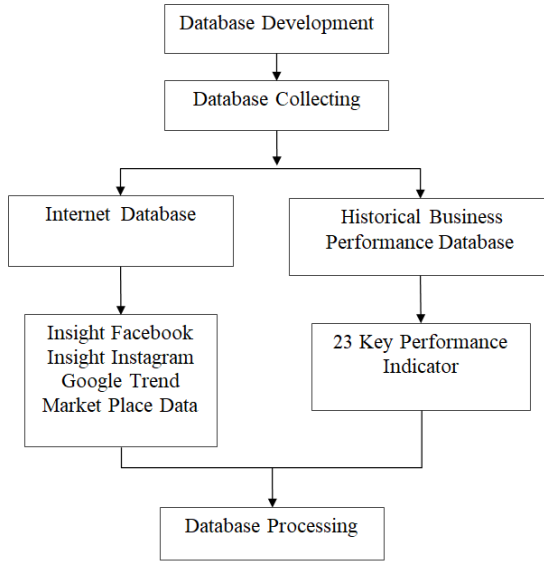 Database Development
Database Collecting
Internet Database
Historical Business
Performance Database
Insight Facebook
Insight Instagram
Google Trend
Market Place Data
23 Key Performance
Indicator
Database Processing